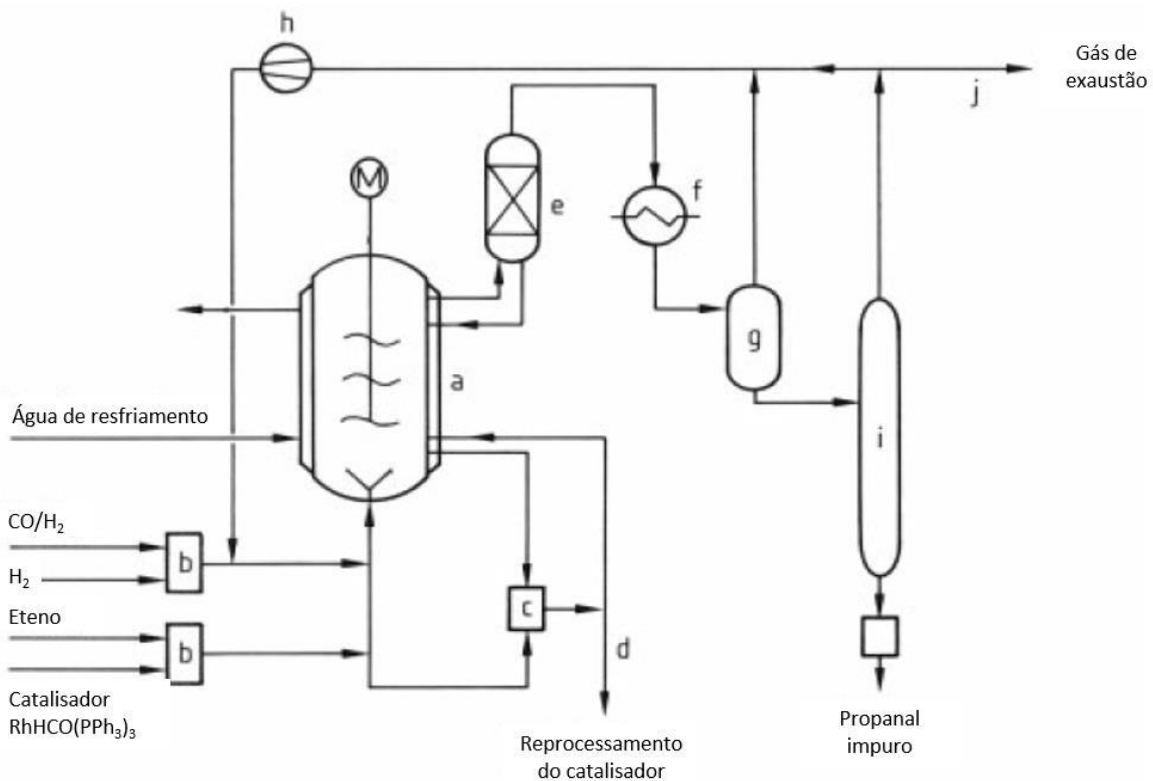 h
Gás de
exaustão
j
M
e
f
g
a
i
Água de resfriamento
CO/H₂
b
H₂
Eteno
b
c
d
Catalisador
RhHCO(PPh₃)₃
Reprocessamento
do catalisador
Propanal
impuro